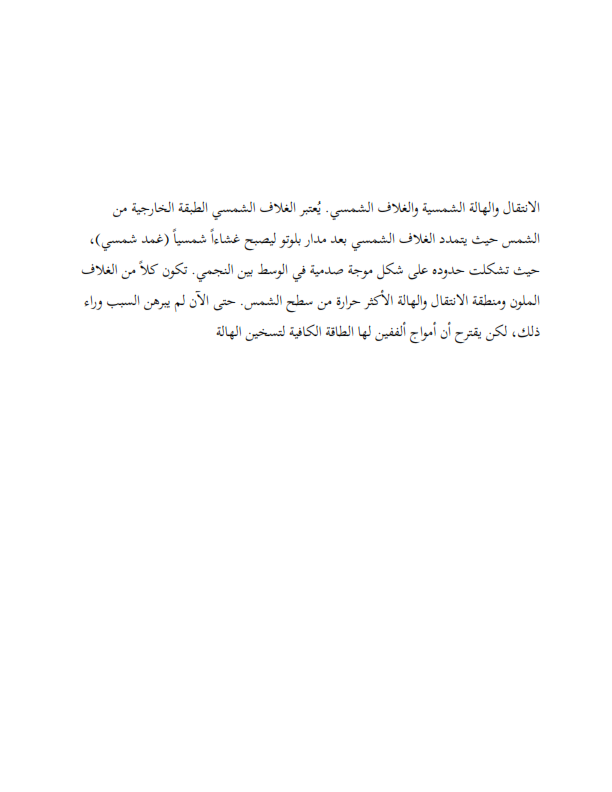 الانتقال والهالة الشمسية والغلاف الشمسي. يُعتبر الغلاف الشمسي الطبقة الخارجية من
الشمس حيث يتمدد الغلاف الشمسي بعد مدار بلوتو ليصبح غشاءاً شمسياً (غمد شمسي)،
حيث تشكلت حدوده على شكل موجة صدمية في الوسط بين النجمي. تكون كلاً من الغلاف
الملون ومنطقة الانتقال والهالة الأكثر حرارة من سطح الشمس. حتى الآن لم يبرهن السبب وراء
ذلك، لكن يقترح أن أمواج ألففين لها الطاقة الكافية لتسخين الهالة